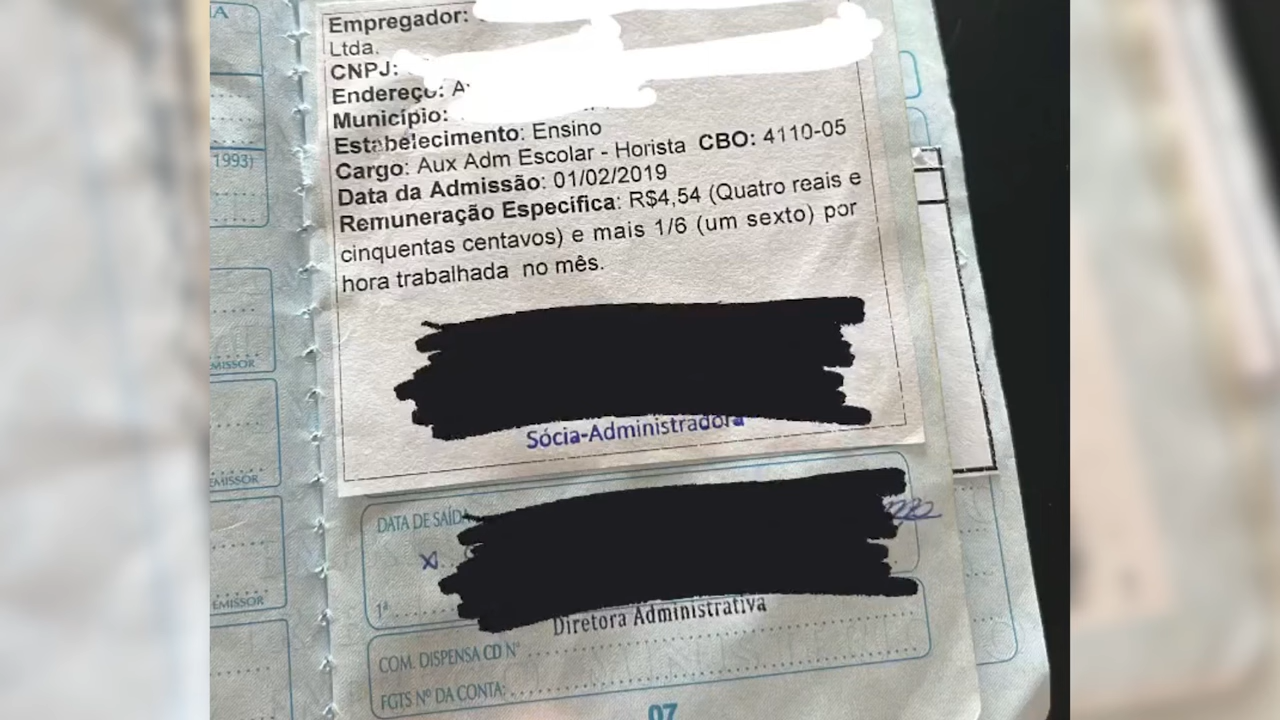 A
Empregador:
Ltda.
CNPJ:
Endereço: A
Município:
Estabelecimento: Ensino
Cargo: Aux Adm Escolar - Horista CBO: 4110-05
Data da Admissão: 01/02/2019
Remuneração Específica: R$4,54 (Quatro reais e
cinquentas centavos) e mais 1/6 (um sexto) por
hora trabalhada no mês.
Sócia-Administradora
1993)
MISSOR
EMISSOR
EMISSOR
DATA DE SAÍDA
1ª
Diretora Administrativa
COM. DISPENSA CD Nº
FGTS Nº DA CONTA:
07